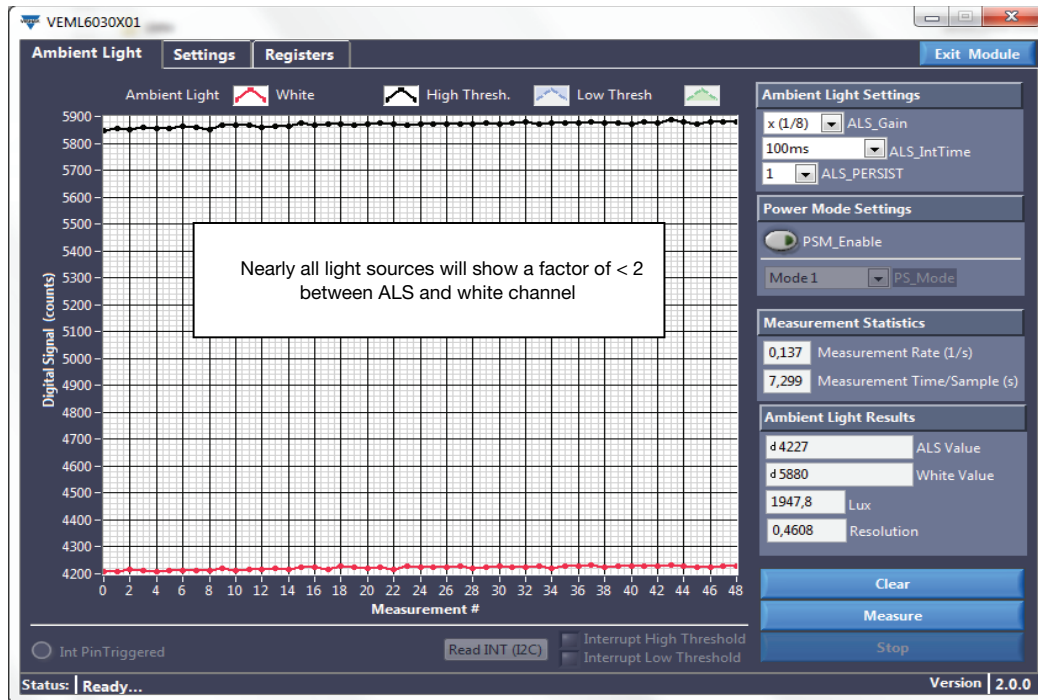 VEML6030X01
Ambient Light Settings Registers Exit Module
Ambient Light White High Thresh. Low Thresh
5900
5800
5700
5600
5500
5400
5300
5200
5100
5000
4900
4800
4700
4600
4500
4400
4300
4200
Digital Signal (counts)
Nearly all light sources will show a factor of < 2
between ALS and white channel
0 2 4 6 8 10 12 14 16 18 20 22 24 26 28 30 32 34 36 38 40 42 44 46 48
Measurement #
Ambient Light Settings
x (1/8) ALS_Gain
100ms ALS_IntTime
1 ALS_PERSIST
Power Mode Settings
PSM_Enable
Mode 1 PS_Mode
Measurement Statistics
0,137 Measurement Rate (1/s)
7,299 Measurement Time/Sample (s)
Ambient Light Results
d 4227 ALS Value
d 5880 White Value
1947,8 Lux
0,4608 Resolution
Clear
Measure
Stop
Int PinTriggered
Read INT (I2C)
Interrupt High Threshold
Interrupt Low Threshold
Status: Ready...
Version 2.0.0